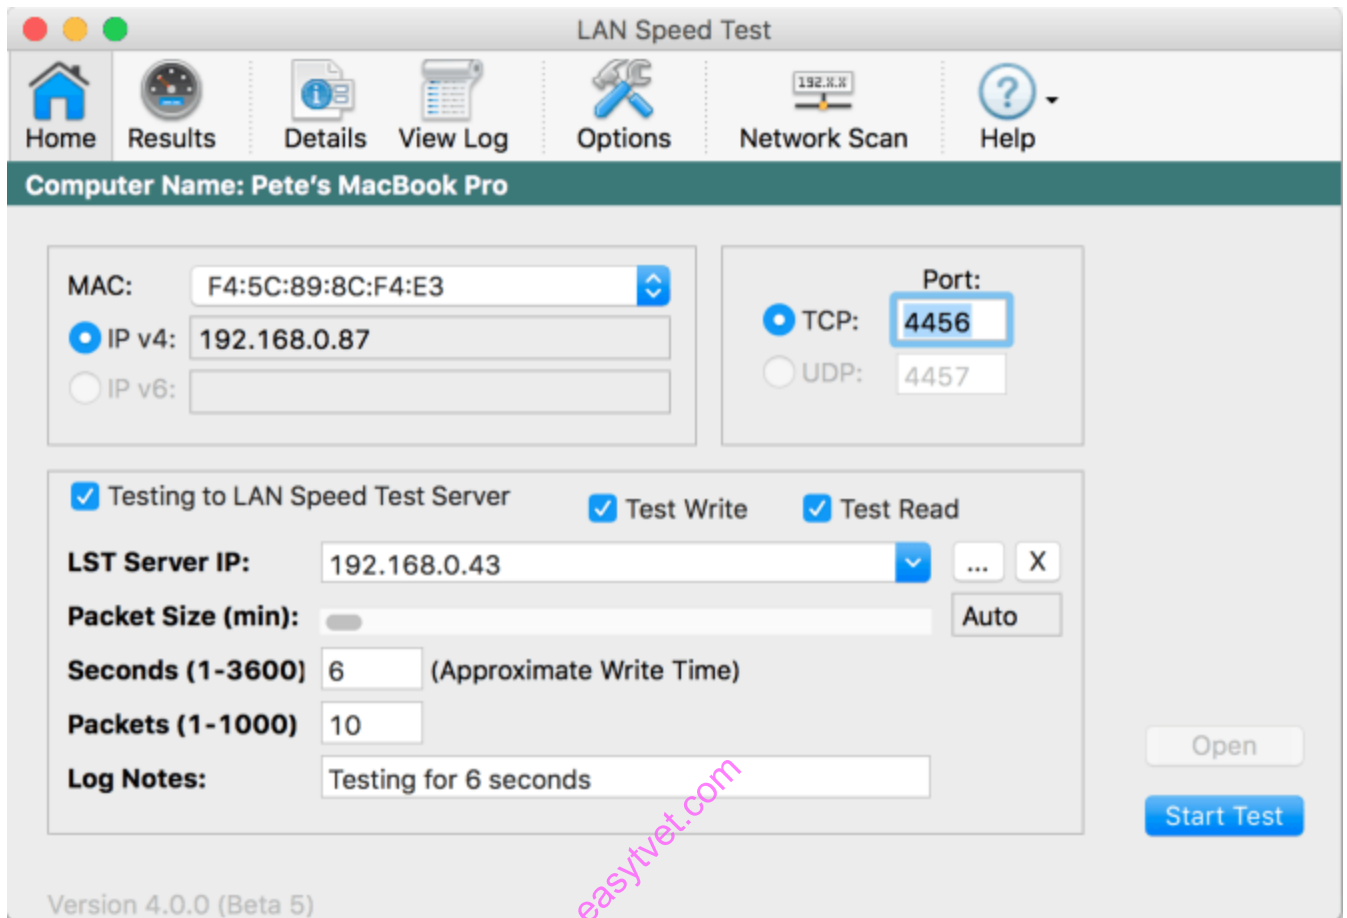 LAN Speed Test
192.X.X
Home Results Details View Log Options Network Scan Help
Computer Name: Pete's MacBook Pro
MAC: F4:5C:89:8C:F4:E3
IP v4: 192.168.0.87
IP v6:
Port:
TCP: 4456
UDP: 4457
Testing to LAN Speed Test Server Test Write Test Read
LST Server IP: 192.168.0.43 ... X
Packet Size (min): Auto
Seconds (1-3600) 6 (Approximate Write Time)
Packets (1-1000) 10
Log Notes: Testing for 6 seconds
Open
Start Test
Version 4.0.0 (Beta 5)
easytvet.com